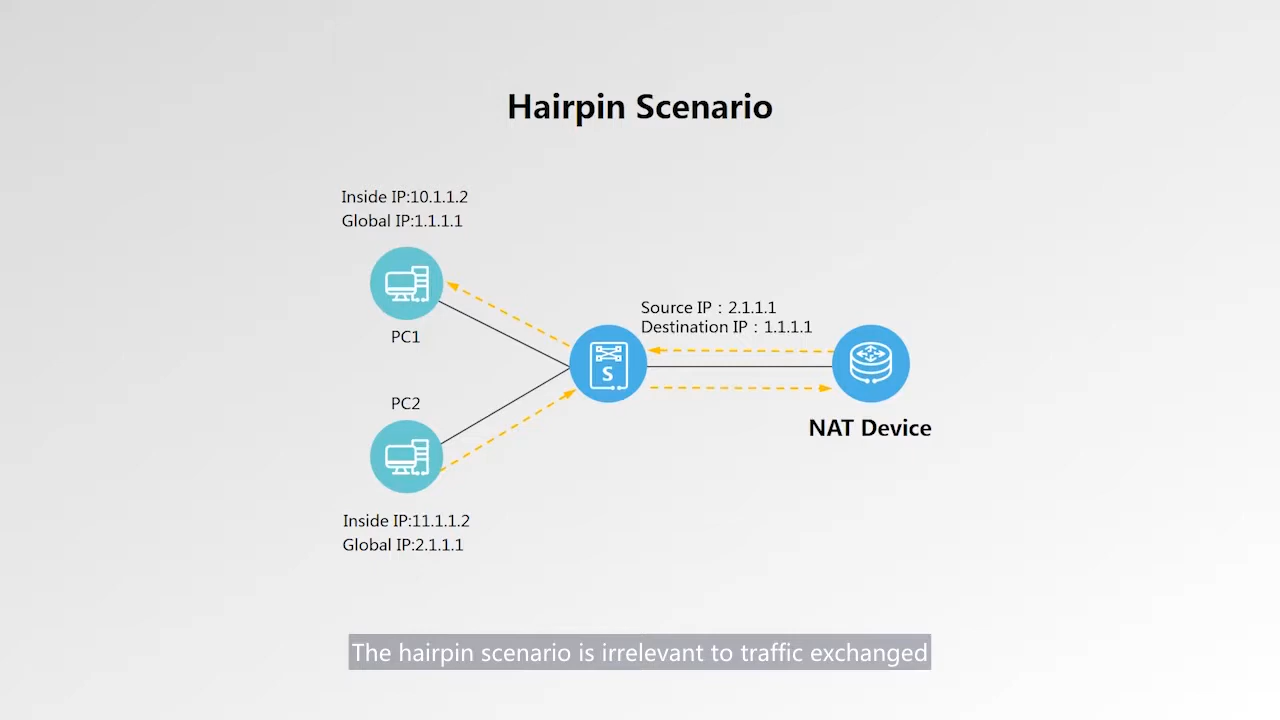 Hairpin Scenario
Inside IP:10.1.1.2
Global IP:1.1.1.1
PC1
Source IP：2.1.1.1
Destination IP：1.1.1.1
S
PC2
NAT Device
Inside IP:11.1.1.2
Global IP:2.1.1.1
The hairpin scenario is irrelevant to traffic exchanged